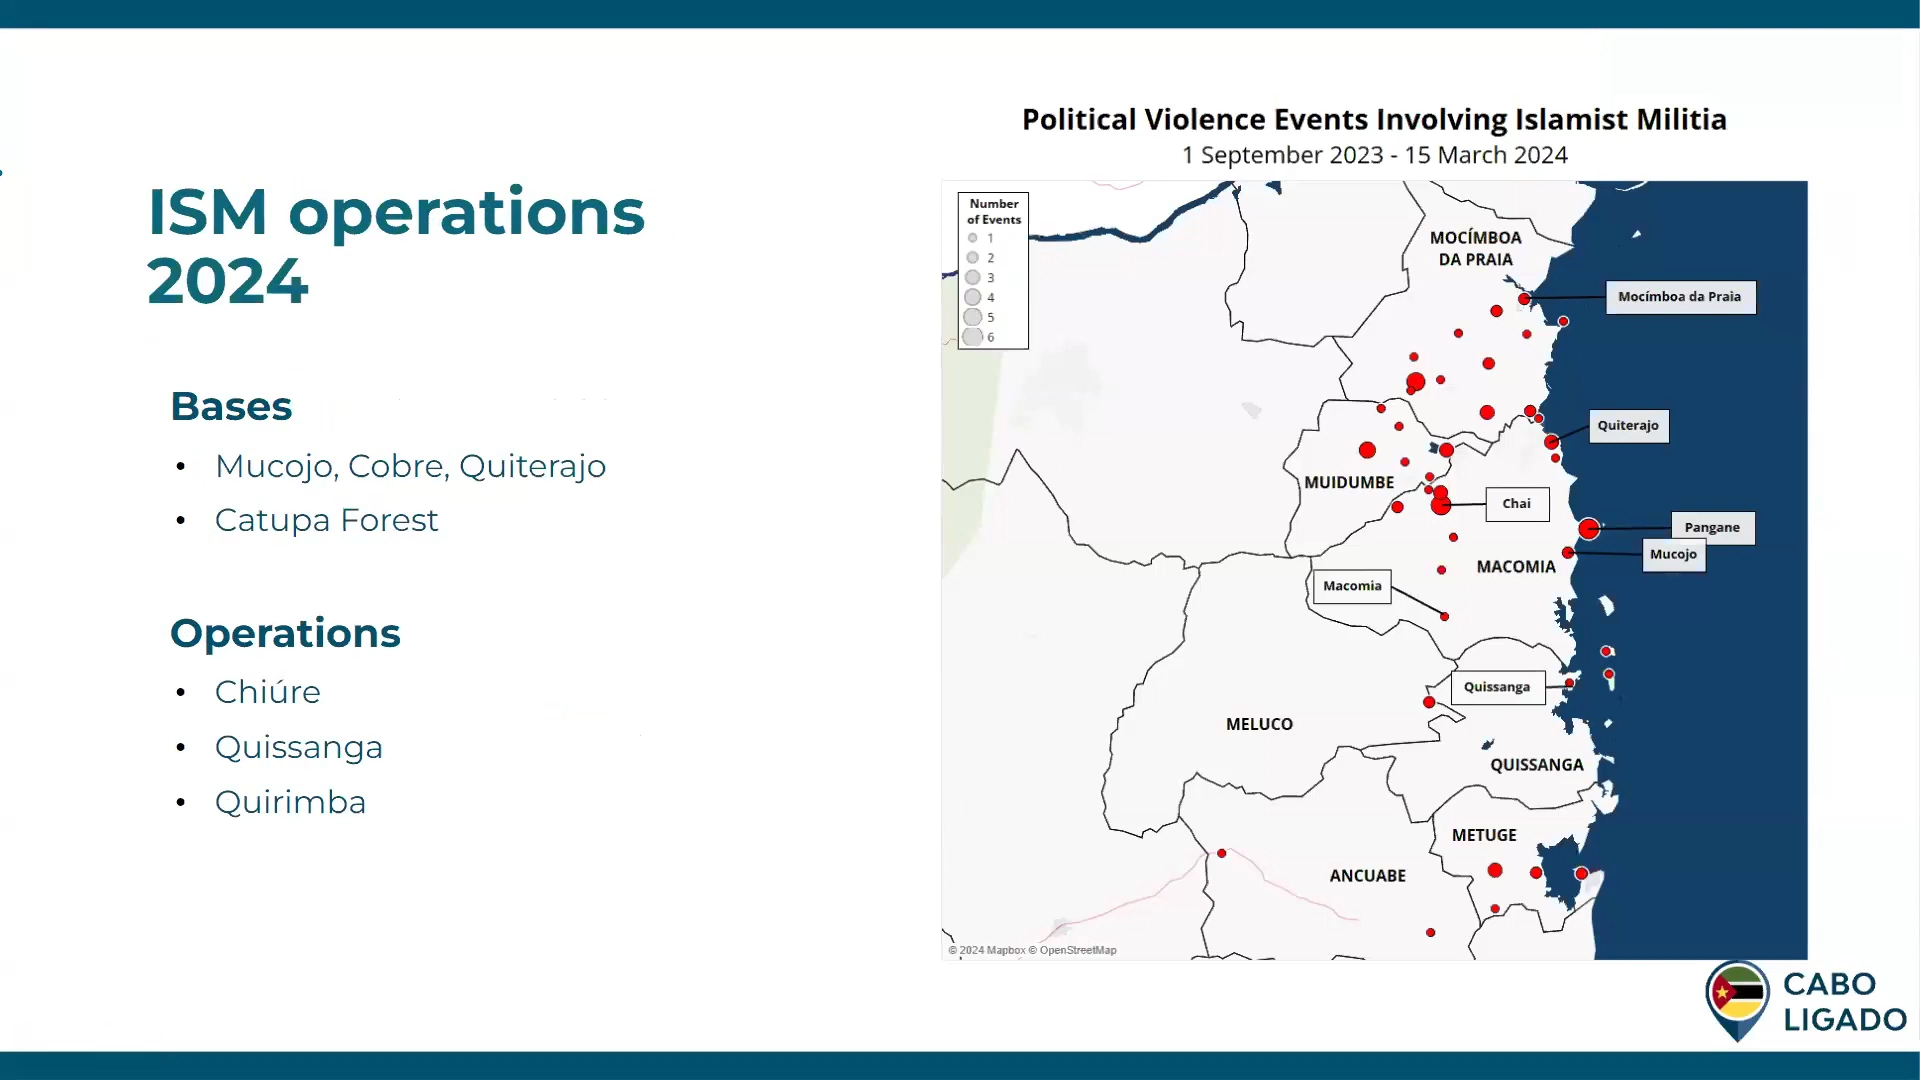 ISM operations
2024
Bases
• Mucojo, Cobre, Quiterajo
• Catupa Forest
Operations
• Chiúre
• Quissanga
• Quirimba
Political Violence Events Involving Islamist Militia
1 September 2023 - 15 March 2024
Number
of Events
1
2
3
4
5
6
MOCÍMBOA
DA PRAIA
Mocímboa da Praia
Quiterajo
MUIDUMBE
Chai
Pangane
Mucojo
MACOMIA
Macomia
Quissanga
MELUCO
QUISSANGA
METUGE
ANCUABE
© 2024 Mapbox © OpenStreetMap
CABO
LIGADO